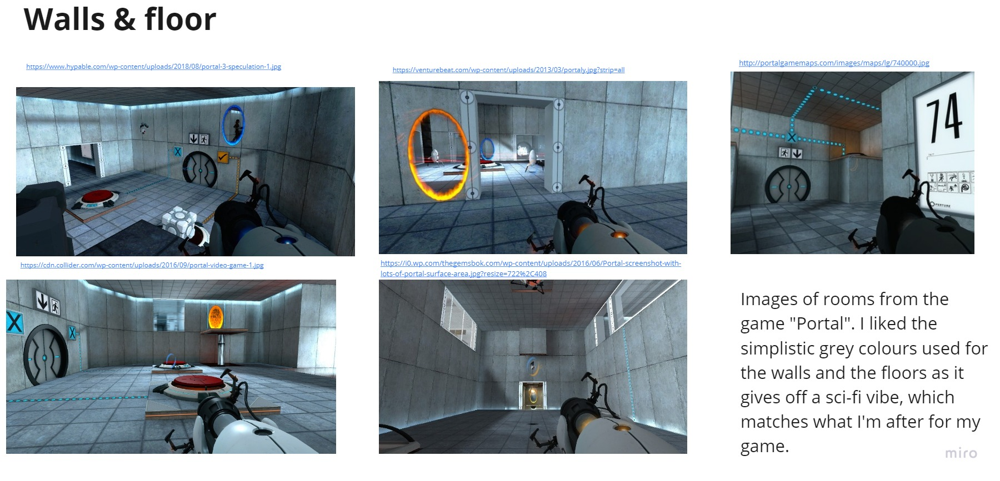 Walls & floor
https://www.hypable.com/wp-content/uploads/2018/08/portal-3-speculation-1.jpg
https://venturebeat.com/wp-content/uploads/2013/03/portaly.jpg?strip=all
http://portalgamemaps.com/images/maps/lg/740000.jpg
74
APERTURE
https://cdn.collider.com/wp-content/uploads/2016/09/portal-video-game-1.jpg
https://i0.wp.com/thegemsbok.com/wp-content/uploads/2016/06/Portal-screenshot-with-
lots-of-portal-surface-area.jpg?resize=722%2C408
Images of rooms from the
game "Portal". I liked the
simplistic grey colours used for
the walls and the floors as it
gives off a sci-fi vibe, which
matches what I'm after for my
game.
miro